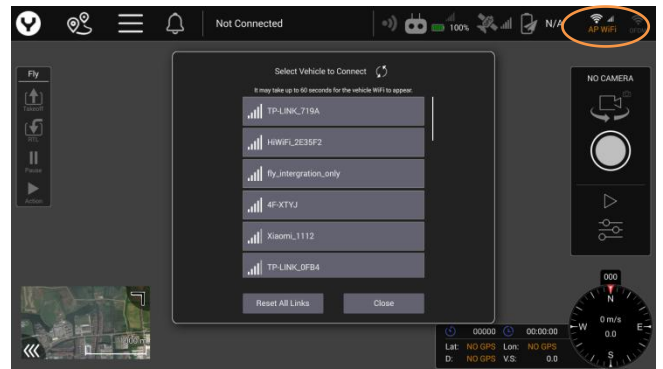 Not Connected
100%
N/A
AP WiFi
OFDM
Fly
Takeoff
RTL
Pause
Action
Select Vehicle to Connect
It may take up to 60 seconds for the vehicle WiFi to appear.
TP-LINK_719A
HiWiFi_2E35F2
fly_intergration_only
4F-XTYJ
Xiaomi_1112
TP-LINK_0FB4
Reset All Links
Close
NO CAMERA
00000
00:00:00
Lat: NO GPS Lon: NO GPS
D: NO GPS V.S: 0.0
000
N
W
0 m/s
0.0
E
S